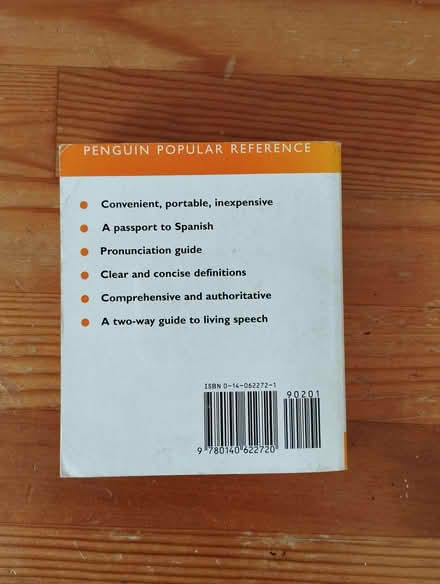 PENGUIN POPULAR REFERENCE
Convenient, portable, inexpensive
A passport to Spanish
Pronunciation guide
Clear and concise definitions
Comprehensive and authoritative
A two-way guide to living speech
ISBN 0-14-062272-1
90201
9 780140 622720